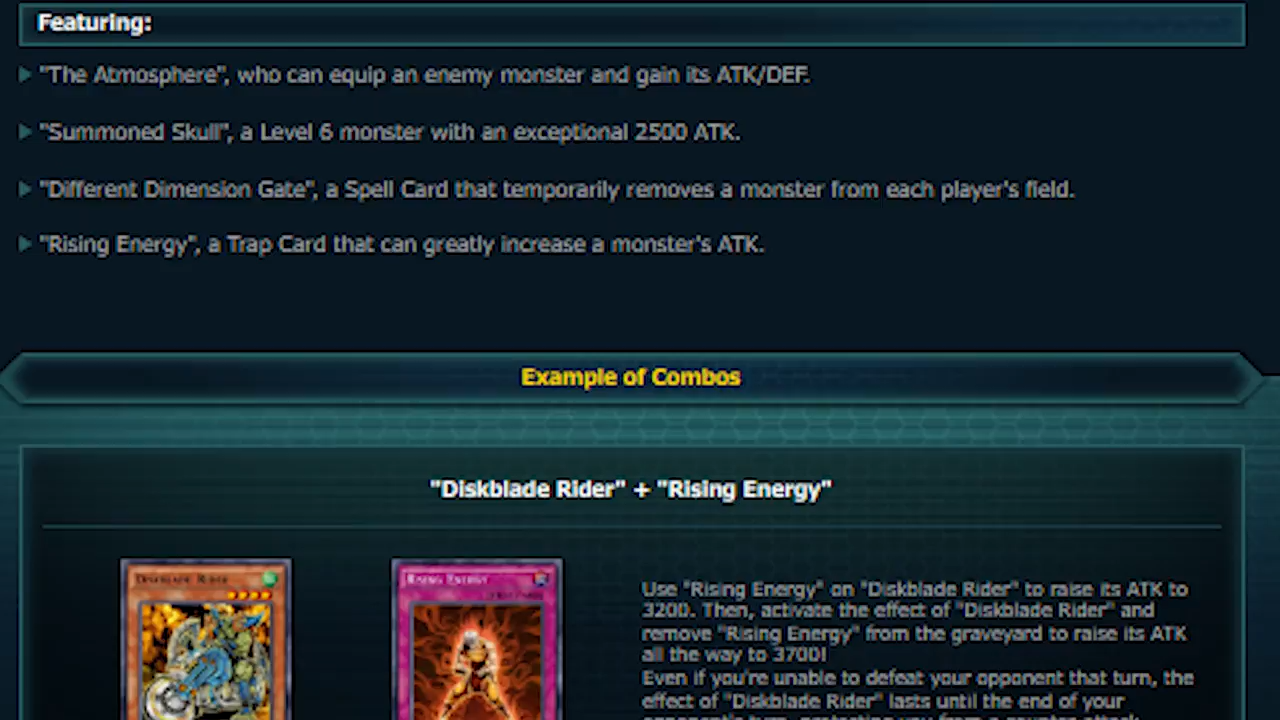 Featuring:
"The Atmosphere", who can equip an enemy monster and gain its ATK/DEF.
"Summoned Skull", a Level 6 monster with an exceptional 2500 ATK.
"Different Dimension Gate", a Spell Card that temporarily removes a monster from each player's field.
"Rising Energy", a Trap Card that can greatly increase a monster's ATK.
Example of Combos
"Diskblade Rider" + "Rising Energy"
Diskblade Rider
Rising Energy
Use "Rising Energy" on "Diskblade Rider" to raise its ATK to
3200. Then, activate the effect of "Diskblade Rider" and
remove "Rising Energy" from the graveyard to raise its ATK
all the way to 3700!
Even if you're unable to defeat your opponent that turn, the
effect of "Diskblade Rider" lasts until the end of your